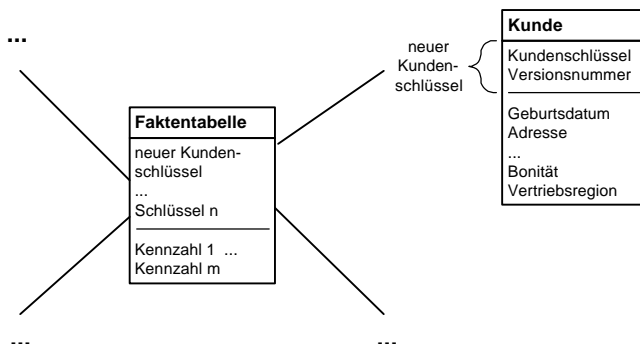 ...
neuer
Kunden-
schlüssel
Kunde
Kundenschlüssel
Versionsnummer
Geburtsdatum
Adresse
...
Bonität
Vertriebsregion
Faktentabelle
neuer Kunden-
schlüssel
...
Schlüssel n
Kennzahl 1 ...
Kennzahl m
...
...